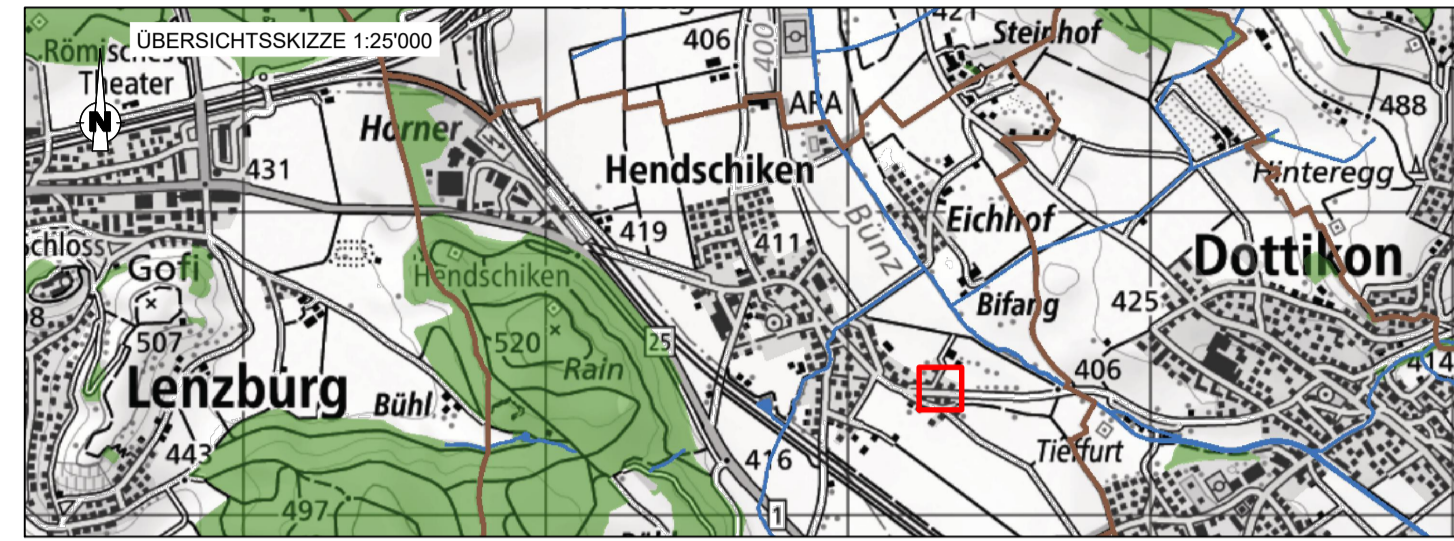 ÜBERSICHTSSKIZZE 1:25'000
Theater
N
Horner
431
406
400
ARA
421
Steinhof
488
Hinteregg
Hendschiken
419
411
Bünz
Eichhof
Bifang
425
Dottikon
Schloss
Gofi
507
Lenzburg
Hendschiken
520
Rain
25
Bühl
443
497
416
1
406
Tieffurt
414